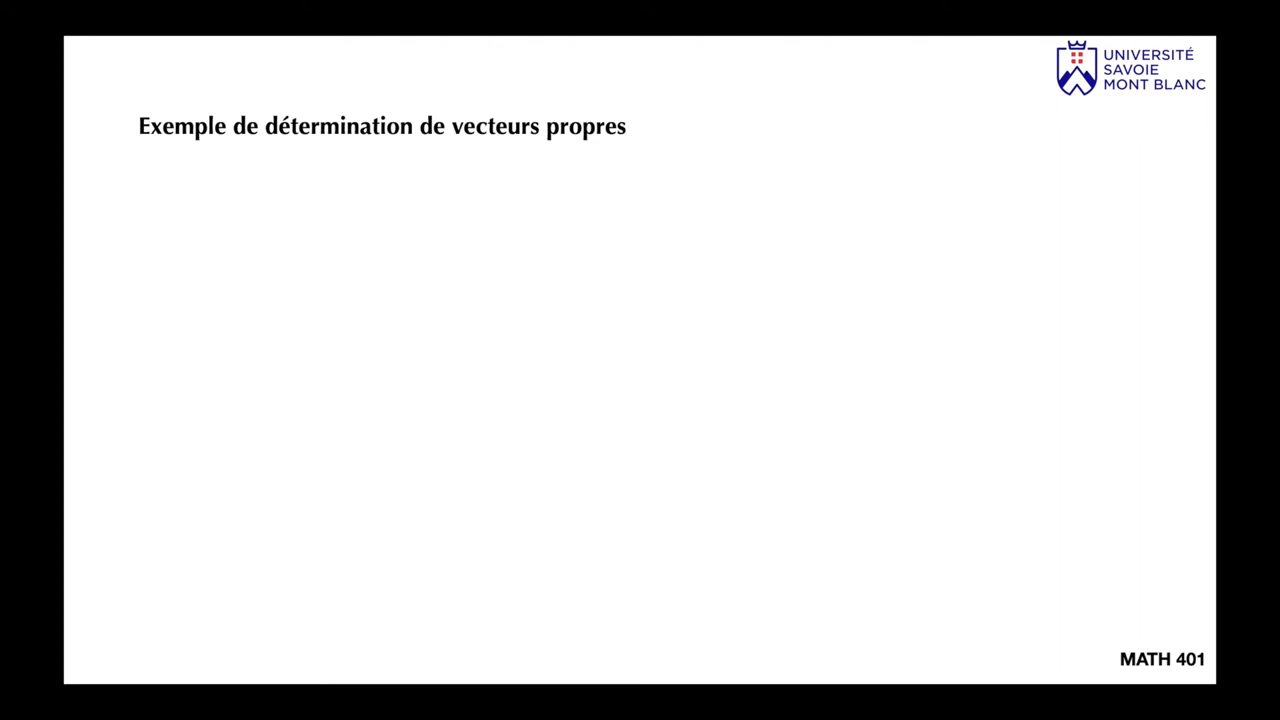 UNIVERSITÉ
SAVOIE
MONT BLANC
Exemple de détermination de vecteurs propres
MATH 401